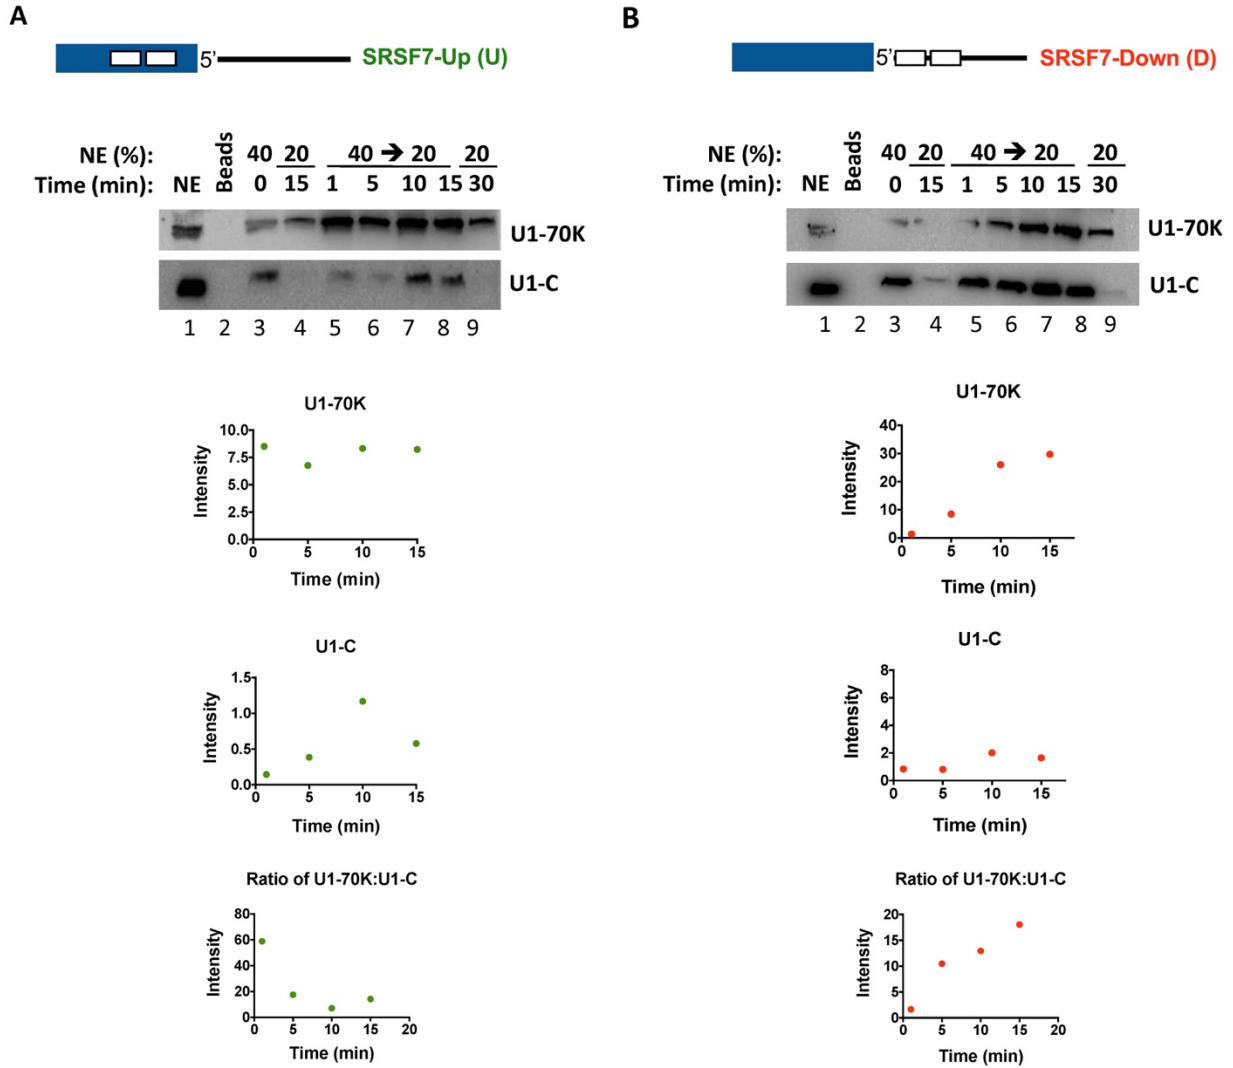 A
5'
SRSF7-Up (U)
NE (%):
Beads
40 20 40 → 20 20
Time (min): NE 0 15 1 5 10 15 30
U1-70K
U1-C
1 2 3 4 5 6 7 8 9
U1-70K
10.0
7.5
5.0
2.5
0.0
Intensity
0 5 10 15
Time (min)
U1-C
1.5
1.0
0.5
0.0
Intensity
0 5 10 15
Time (min)
Ratio of U1-70K:U1-C
80
60
40
20
0
Intensity
0 5 10 15 20
Time (min)
B
5'
SRSF7-Down (D)
NE (%):
Beads
40 20 40 → 20 20
Time (min): NE 0 15 1 5 10 15 30
U1-70K
U1-C
1 2 3 4 5 6 7 8 9
U1-70K
40
30
20
10
0
Intensity
0 5 10 15
Time (min)
U1-C
8
6
4
2
0
Intensity
0 5 10 15
Time (min)
Ratio of U1-70K:U1-C
20
15
10
5
0
Intensity
0 5 10 15 20
Time (min)